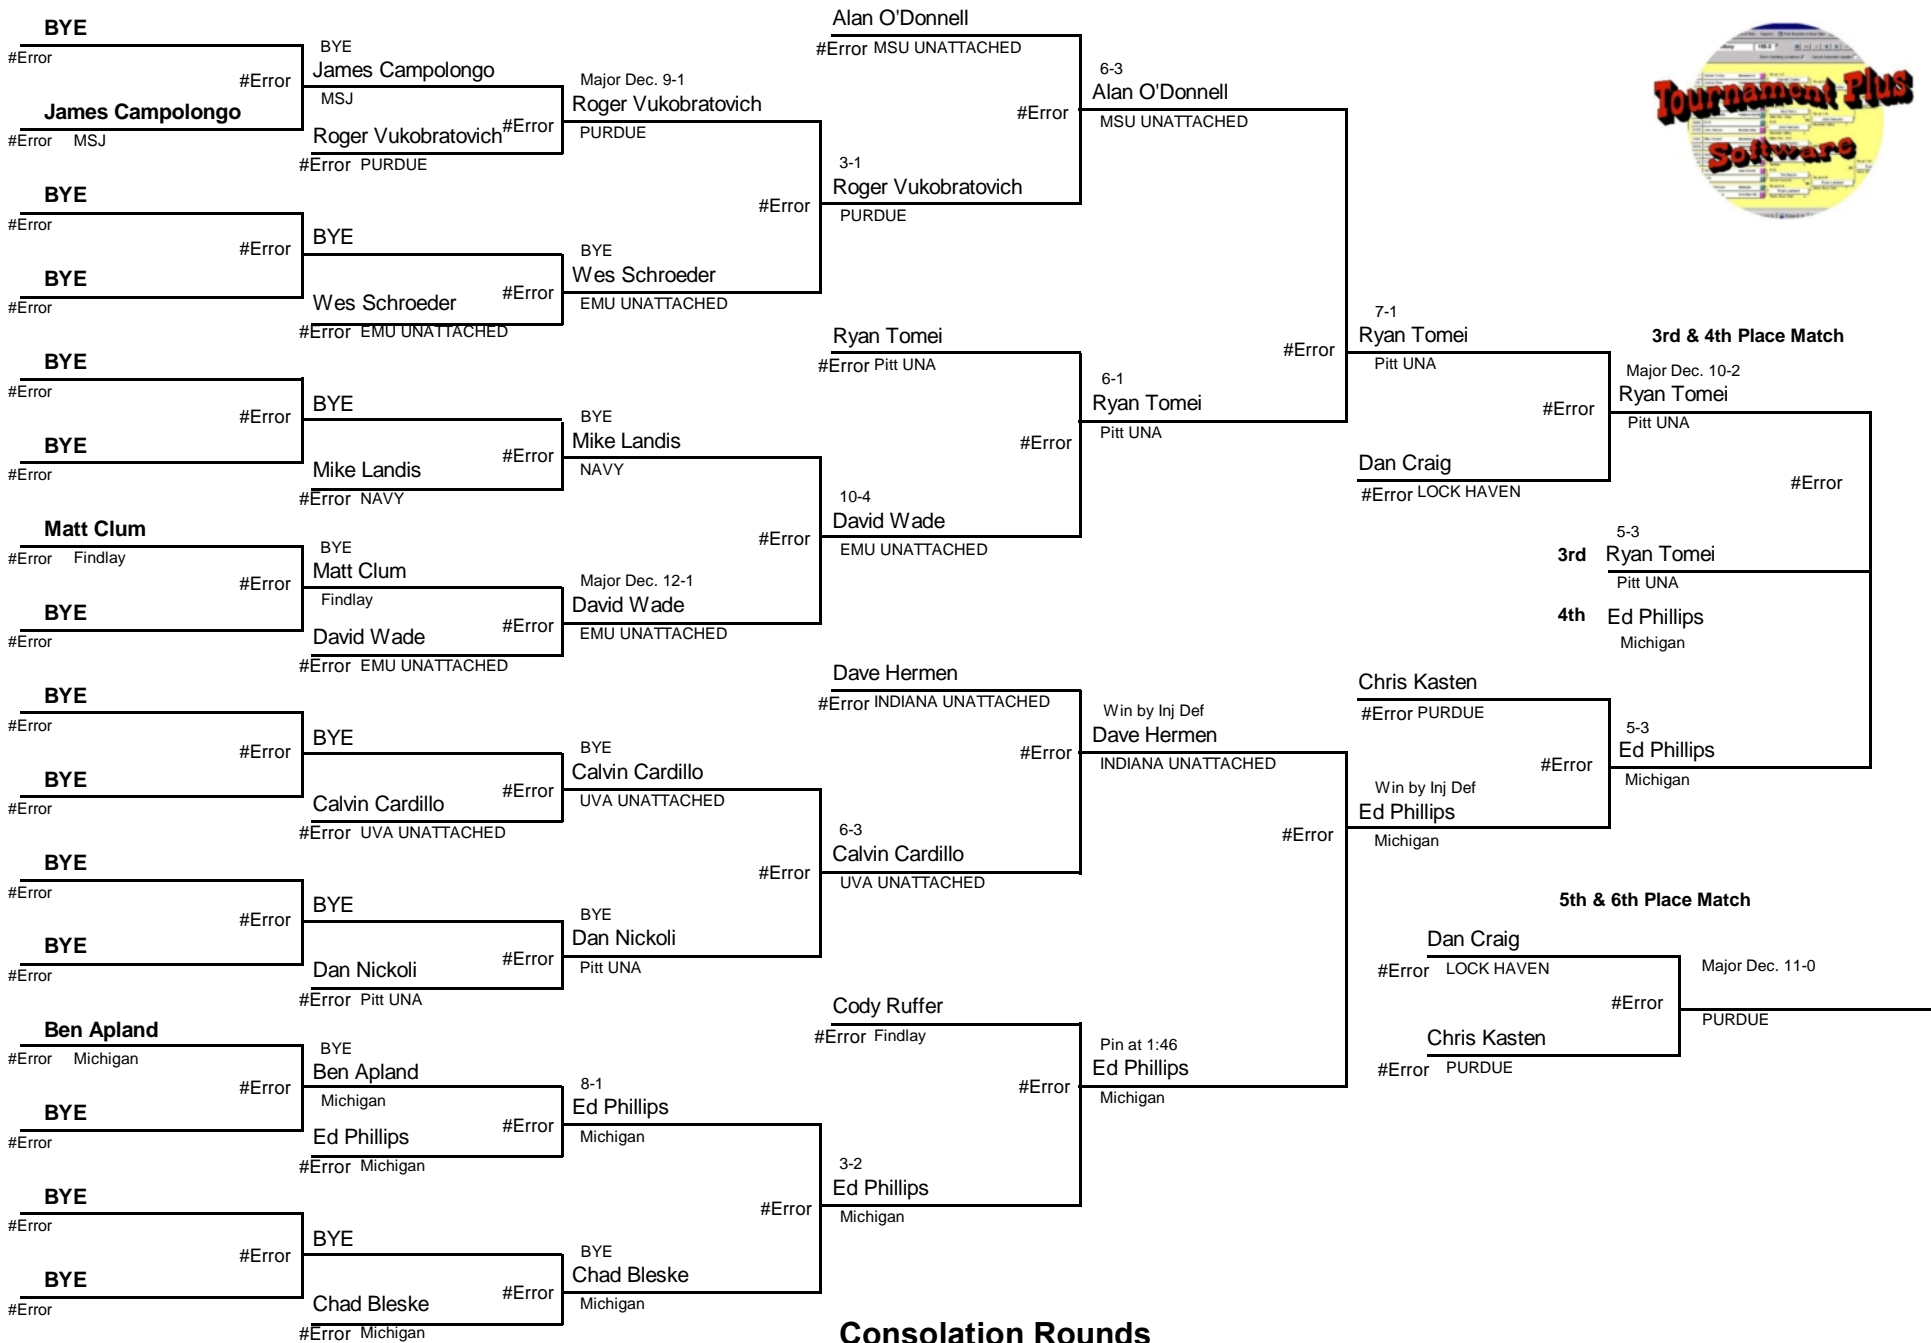 BYE
#Error
#Error
James Campolongo
#Error MSJ
BYE
#Error
#Error
BYE
#Error
BYE
#Error
#Error
BYE
#Error
Matt Clum
#Error Findlay
#Error
BYE
#Error
BYE
#Error
#Error
BYE
#Error
BYE
#Error
#Error
BYE
#Error
Ben Apland
#Error Michigan
#Error
BYE
#Error
BYE
#Error
#Error
BYE
#Error
BYE
James Campolongo
MSJ
#Error
Roger Vukobratovich
#Error PURDUE
BYE
#Error
Wes Schroeder
#Error EMU UNATTACHED
BYE
#Error
Mike Landis
#Error NAVY
BYE
Matt Clum
Findlay
#Error
David Wade
#Error EMU UNATTACHED
BYE
#Error
Calvin Cardillo
#Error UVA UNATTACHED
BYE
#Error
Dan Nickoli
#Error Pitt UNA
BYE
Ben Apland
Michigan
#Error
Ed Phillips
#Error Michigan
BYE
#Error
Chad Bleske
#Error Michigan
Major Dec. 9-1
Roger Vukobratovich
PURDUE
#Error
BYE
Wes Schroeder
EMU UNATTACHED
BYE
Mike Landis
NAVY
#Error
Major Dec. 12-1
David Wade
EMU UNATTACHED
BYE
Calvin Cardillo
UVA UNATTACHED
#Error
BYE
Dan Nickoli
Pitt UNA
8-1
Ed Phillips
Michigan
#Error
BYE
Chad Bleske
Michigan
Alan O'Donnell
#Error MSU UNATTACHED
#Error
3-1
Roger Vukobratovich
PURDUE
Ryan Tomei
#Error Pitt UNA
#Error
10-4
David Wade
EMU UNATTACHED
Dave Hermen
#Error INDIANA UNATTACHED
#Error
6-3
Calvin Cardillo
UVA UNATTACHED
Cody Ruffer
#Error Findlay
#Error
3-2
Ed Phillips
Michigan
6-3
Alan O'Donnell
MSU UNATTACHED
#Error
6-1
Ryan Tomei
Pitt UNA
Win by Inj Def
Dave Hermen
INDIANA UNATTACHED
#Error
Pin at 1:46
Ed Phillips
Michigan
7-1
Ryan Tomei
Pitt UNA
#Error
Dan Craig
#Error LOCK HAVEN
Chris Kasten
#Error PURDUE
#Error
Win by Inj Def
Ed Phillips
Michigan
Tournament Plus
Software
3rd & 4th Place Match
Major Dec. 10-2
Ryan Tomei
Pitt UNA
#Error
5-3
3rd Ryan Tomei
Pitt UNA
4th Ed Phillips
Michigan
5-3
Ed Phillips
Michigan
5th & 6th Place Match
Dan Craig
#Error LOCK HAVEN
#Error
Chris Kasten
#Error PURDUE
Major Dec. 11-0
PURDUE
Consolation Rounds